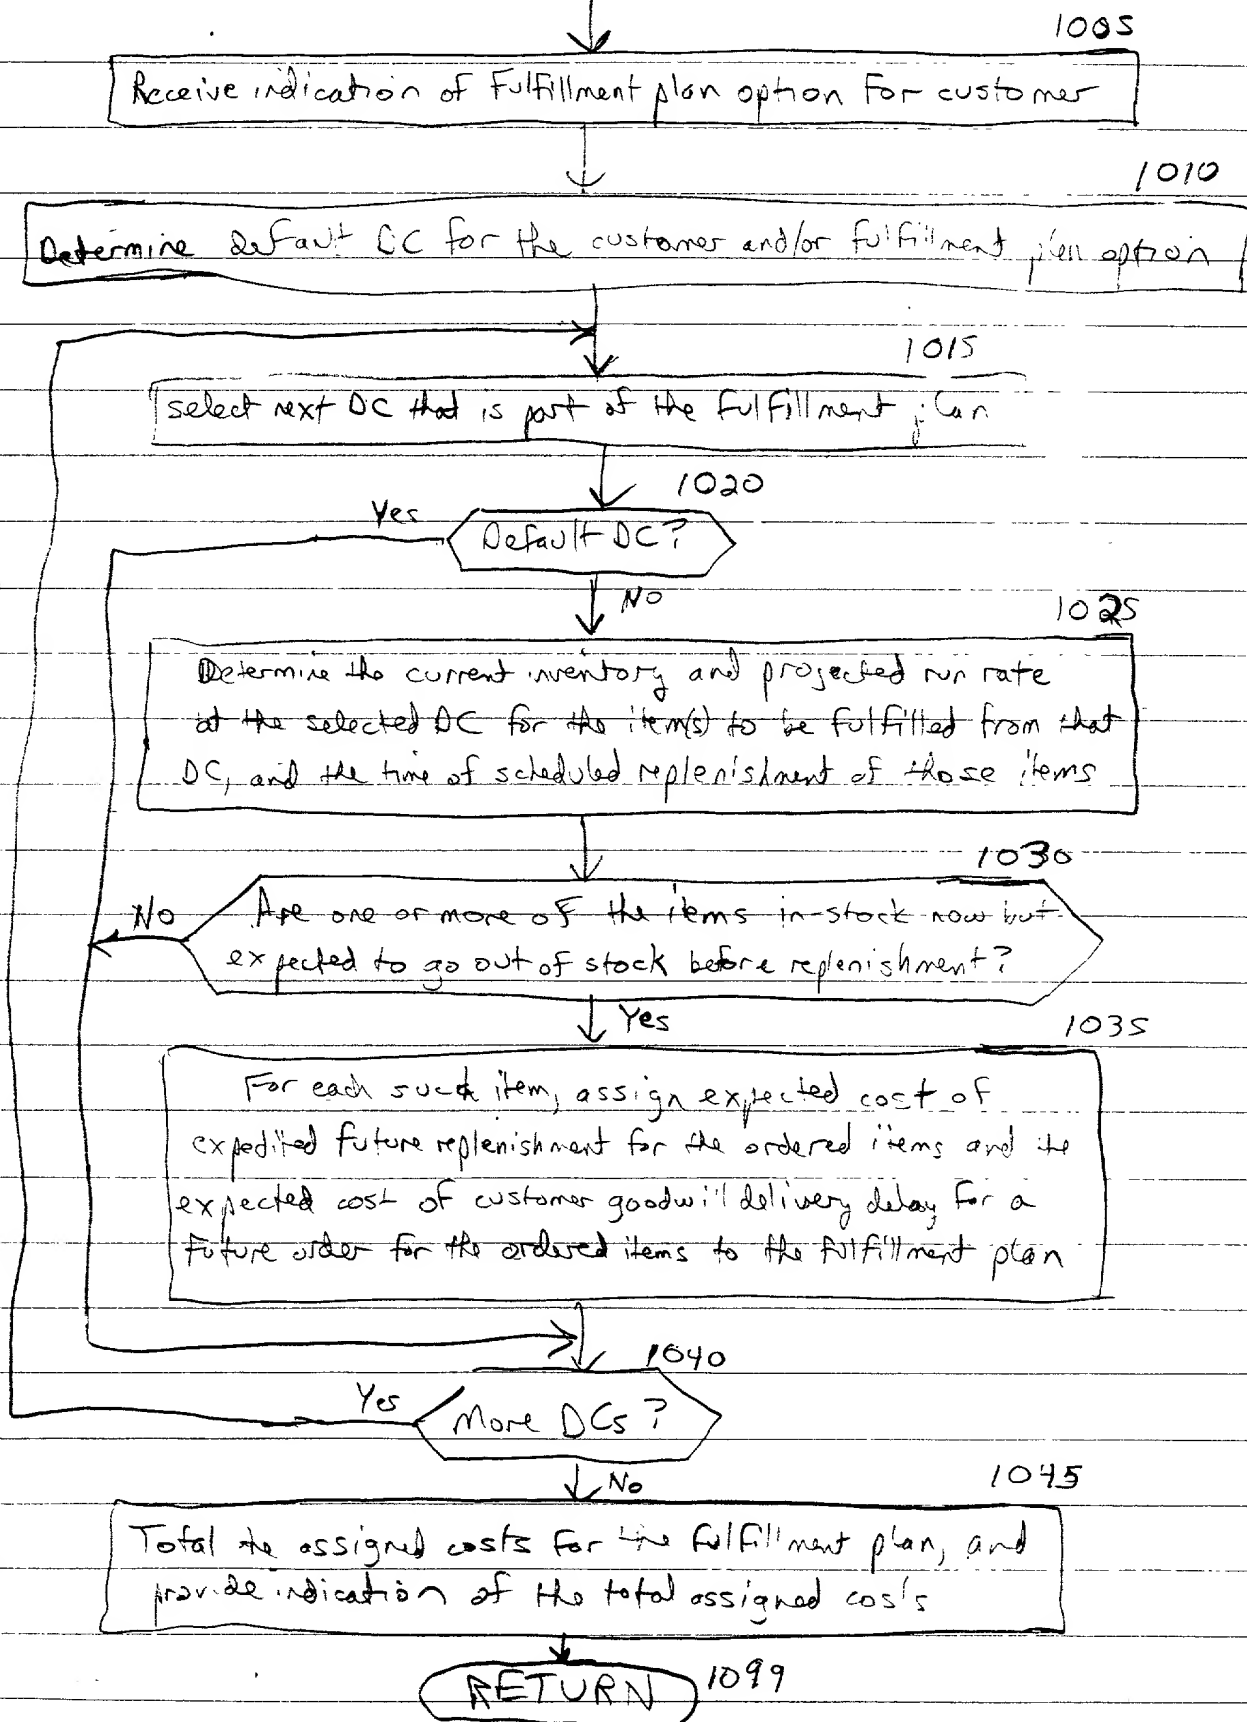 1005
Receive indication of Fulfillment plan option for customer
1010
Determine default DC for the customer and/or fulfillment plan option
1015
select next DC that is part of the fulfillment plan
1020
Yes
Default DC?
No
1025
Determine the current inventory and projected run rate
at the selected DC for the item(s) to be fulfilled from that
DC, and the time of scheduled replenishment of those items
1030
No
Are one or more of the items in-stock now but
expected to go out of stock before replenishment?
Yes
1035
For each such item, assign expected cost of
expedited future replenishment for the ordered items and the
expected cost of customer goodwill delivery delay for a
future order for the ordered items to the fulfillment plan
1040
Yes
More DCs?
No
1045
Total the assigned costs for the fulfillment plan, and
provide indication of the total assigned costs
RETURN
1099